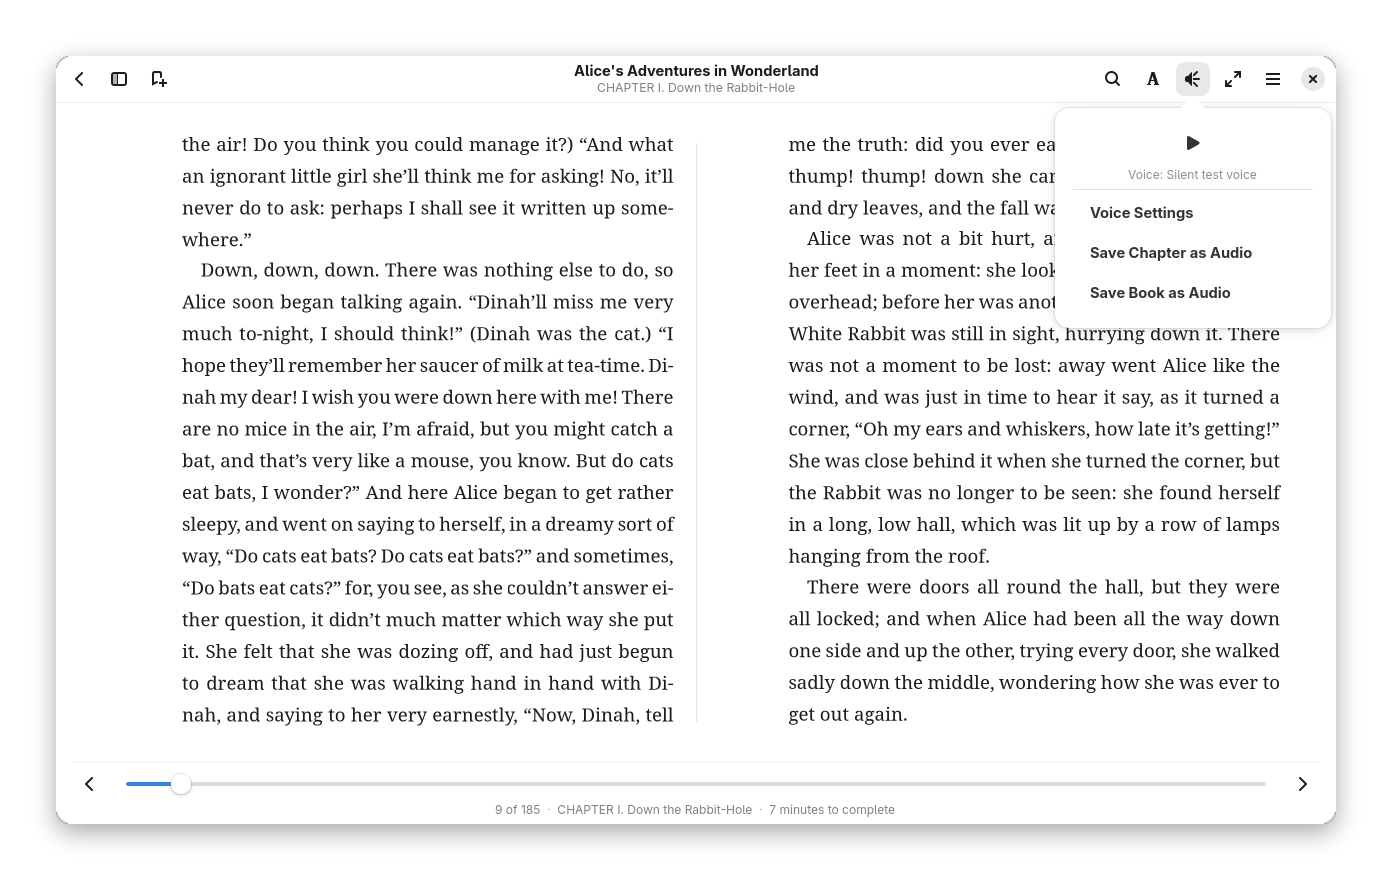 Alice's Adventures in Wonderland
CHAPTER I. Down the Rabbit-Hole
A
the air! Do you think you could manage it?) “And what
an ignorant little girl she’ll think me for asking! No, it’ll
never do to ask: perhaps I shall see it written up some-
where.”
Down, down, down. There was nothing else to do, so
Alice soon began talking again. “Dinah’ll miss me very
much to-night, I should think!” (Dinah was the cat.) “I
hope they’ll remember her saucer of milk at tea-time. Di-
nah my dear! I wish you were down here with me! There
are no mice in the air, I’m afraid, but you might catch a
bat, and that’s very like a mouse, you know. But do cats
eat bats, I wonder?” And here Alice began to get rather
sleepy, and went on saying to herself, in a dreamy sort of
way, “Do cats eat bats? Do cats eat bats?” and sometimes,
“Do bats eat cats?” for, you see, as she couldn’t answer ei-
ther question, it didn’t much matter which way she put
it. She felt that she was dozing off, and had just begun
to dream that she was walking hand in hand with Di-
nah, and saying to her very earnestly, “Now, Dinah, tell
me the truth: did you ever
thump! thump! down she
and dry leaves, and the fall
Alice was not a bit hurt,
her feet in a moment: she
overhead; before her was
White Rabbit was still in sight, hurrying down it. There
was not a moment to be lost: away went Alice like the
wind, and was just in time to hear it say, as it turned a
corner, “Oh my ears and whiskers, how late it’s getting!”
She was close behind it when she turned the corner, but
the Rabbit was no longer to be seen: she found herself
in a long, low hall, which was lit up by a row of lamps
hanging from the roof.
There were doors all round the hall, but they were
all locked; and when Alice had been all the way down
one side and up the other, trying every door, she walked
sadly down the middle, wondering how she was ever to
get out again.
Voice: Silent test voice
Voice Settings
Save Chapter as Audio
Save Book as Audio
9 of 185 · CHAPTER I. Down the Rabbit-Hole · 7 minutes to complete